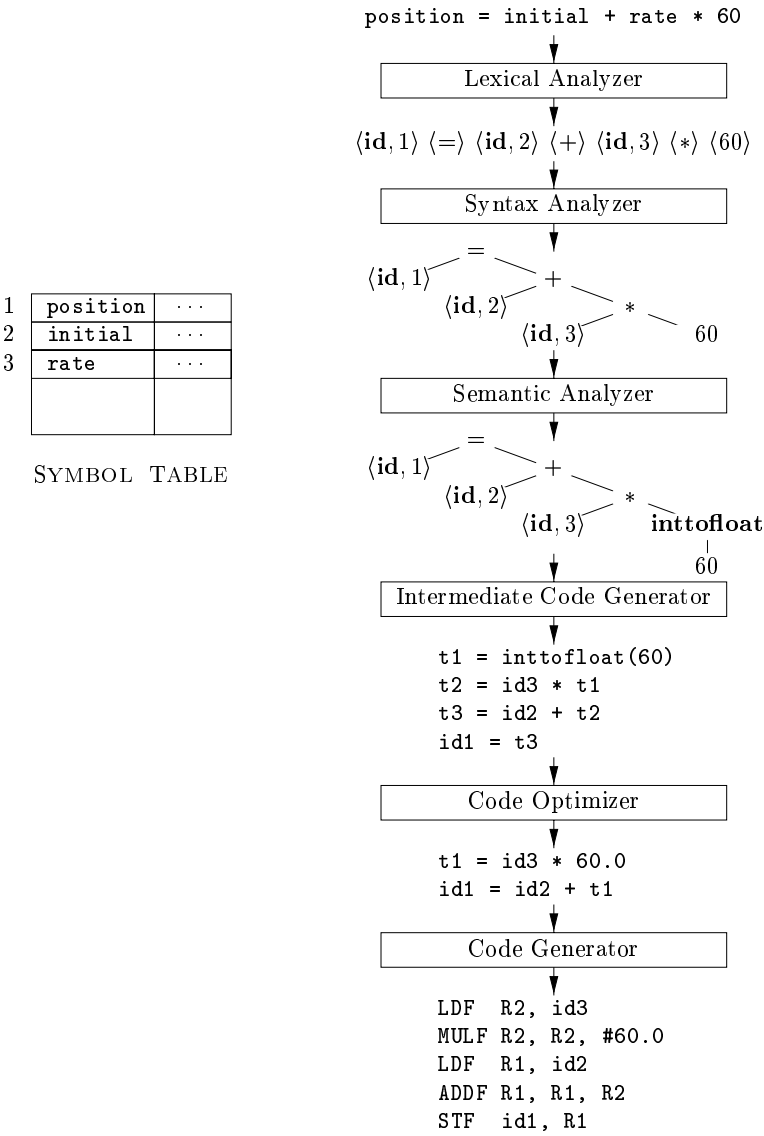 position = initial + rate * 60
Lexical Analyzer
⟨id, 1⟩ ⟨=⟩ ⟨id, 2⟩ ⟨+⟩ ⟨id, 3⟩ ⟨*⟩ ⟨60⟩
Syntax Analyzer
=
⟨id, 1⟩ +
⟨id, 2⟩ *
⟨id, 3⟩ 60
1 position ...
2 initial ...
3 rate ...
SYMBOL TABLE
Semantic Analyzer
=
⟨id, 1⟩ +
⟨id, 2⟩ *
⟨id, 3⟩ inttofloat
60
Intermediate Code Generator
t1 = inttofloat(60)
t2 = id3 * t1
t3 = id2 + t2
id1 = t3
Code Optimizer
t1 = id3 * 60.0
id1 = id2 + t1
Code Generator
LDF R2, id3
MULF R2, R2, #60.0
LDF R1, id2
ADDF R1, R1, R2
STF id1, R1